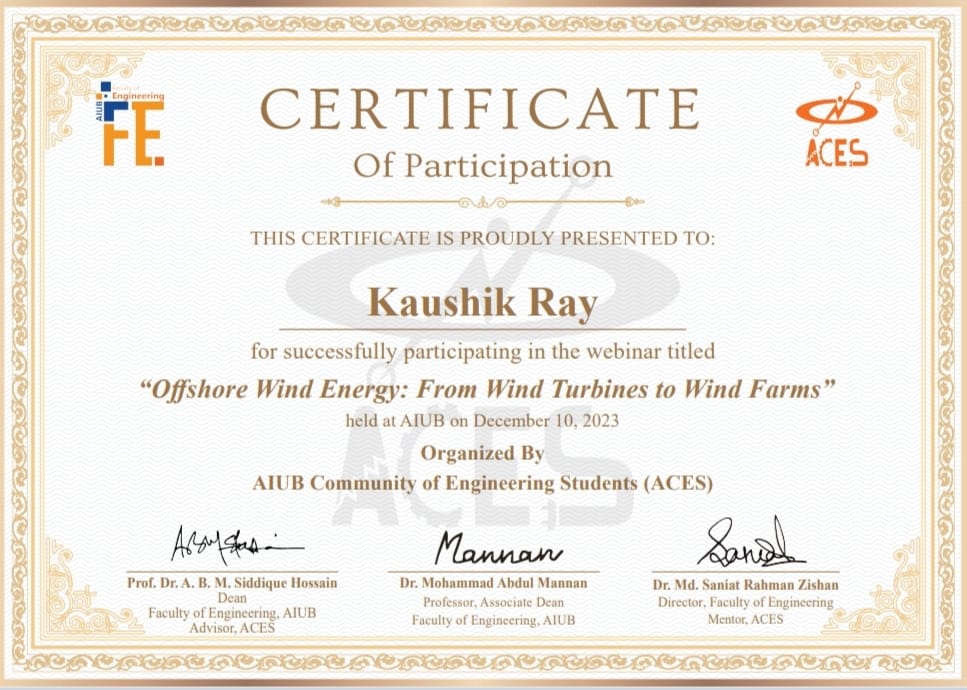 Faculty of
Engineering
AIUB
FE.
ACES
CERTIFICATE
Of Participation
THIS CERTIFICATE IS PROUDLY PRESENTED TO:
Kaushik Ray
for successfully participating in the webinar titled
“Offshore Wind Energy: From Wind Turbines to Wind Farms”
held at AIUB on December 10, 2023
Organized By
AIUB Community of Engineering Students (ACES)
ACES
Mannan
Prof. Dr. A. B. M. Siddique Hossain
Dean
Faculty of Engineering, AIUB
Advisor, ACES
Dr. Mohammad Abdul Mannan
Professor, Associate Dean
Faculty of Engineering, AIUB
Dr. Md. Saniat Rahman Zishan
Director, Faculty of Engineering
Mentor, ACES